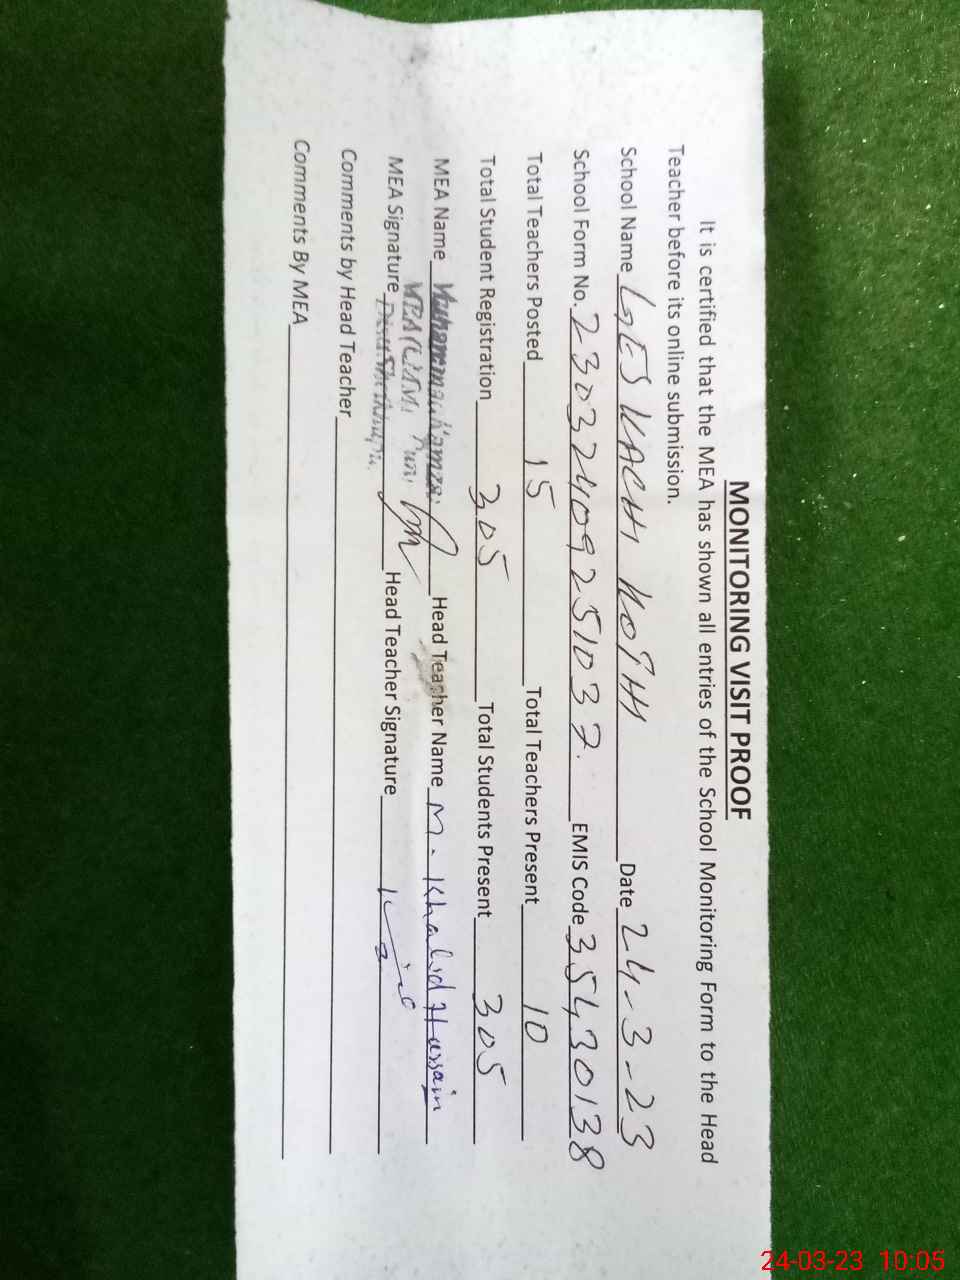 MONITORING VISIT PROOF
It is certified that the MEA has shown all entries of the School Monitoring Form to the Head
Teacher before its online submission.
School Name GES KACHI KOTHI Date 24-3-23
School Form No. 23032409251037. EMIS Code 35430138
Total Teachers Posted 15 Total Teachers Present 10
Total Student Registration 305 Total Students Present 305
MEA Name Head Teacher Name M. Khalid Hussain
MEA Signature Head Teacher Signature
Comments by Head Teacher
Comments By MEA
24-03-23 10:05